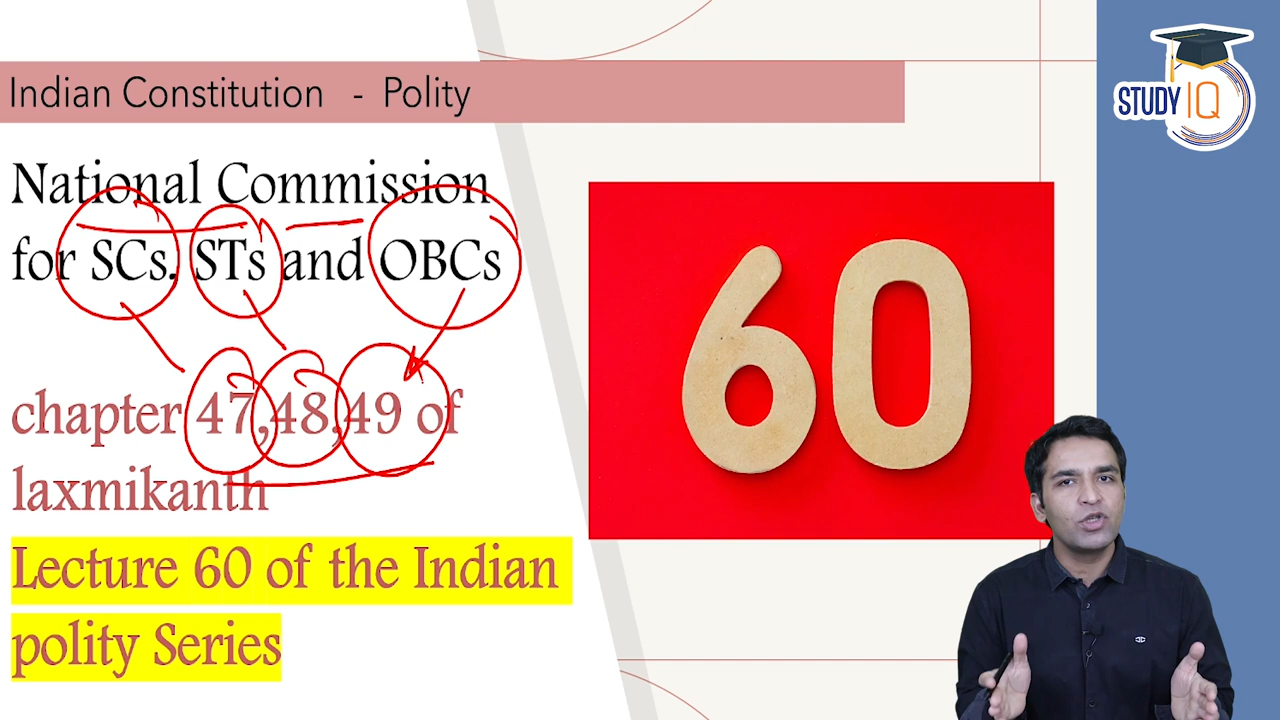 Indian Constitution - Polity
National Commission
for SCs. STs and OBCs
chapter 47,48,49 of
laxmikanth
Lecture 60 of the Indian
polity Series
60
STUDY IQ